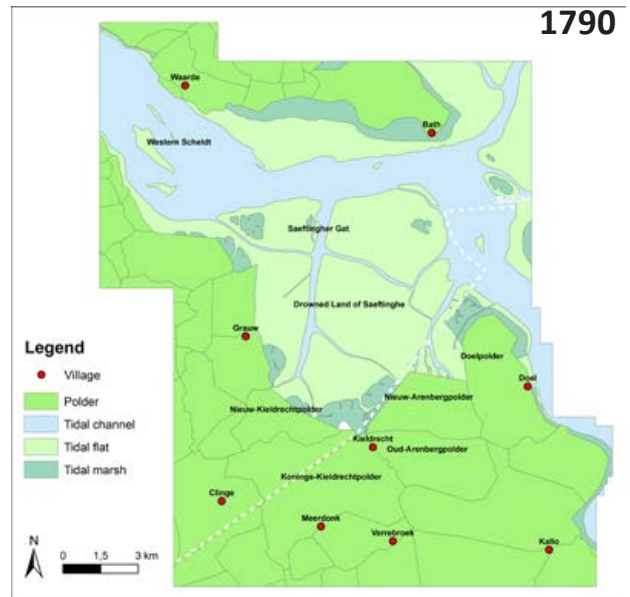 1790
Waarde
Bath
Western Scheldt
Saeftingher Gat
Drowned Land of Saeftinghe
Grauw
Doelpolder
Doel
Nieuw-Arenbergpolder
Nieuw-Kieldrechtpolder
Kieldrecht
Oud-Arenbergpolder
Konings-Kieldrechtpolder
Clinge
Meerdonk
Verrebroek
Kallo
Legend
Village
Polder
Tidal channel
Tidal flat
Tidal marsh
N
0 1,5 3 km